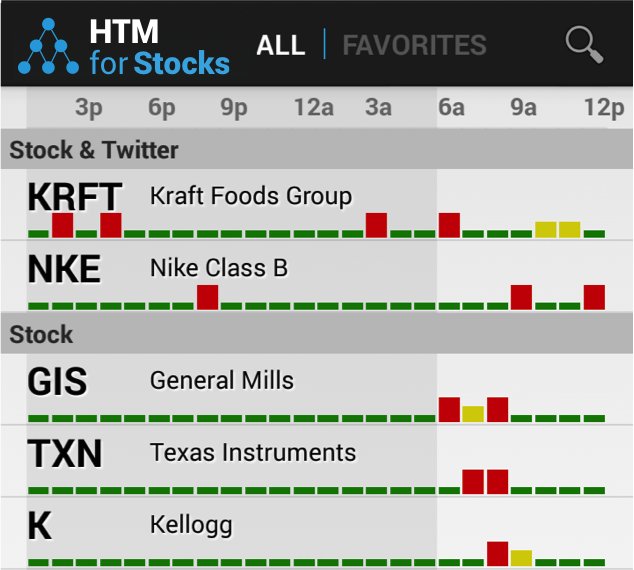 HTM
for Stocks
ALL | FAVORITES
3p 6p 9p 12a 3a 6a 9a 12p
Stock & Twitter
KRFT Kraft Foods Group
NKE Nike Class B
Stock
GIS General Mills
TXN Texas Instruments
K Kellogg